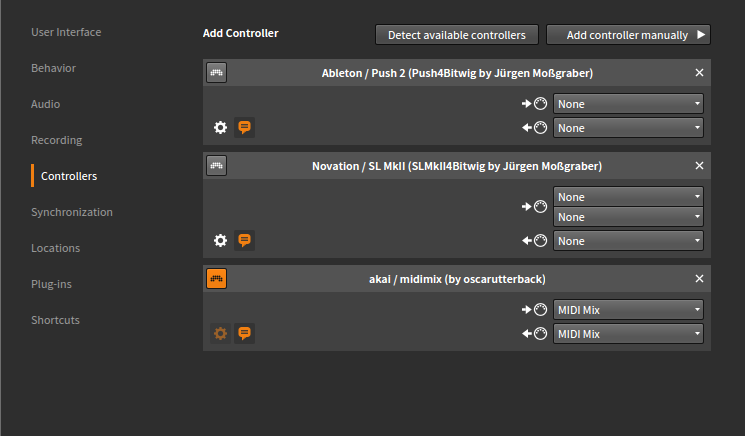 User Interface
Behavior
Audio
Recording
Controllers
Synchronization
Locations
Plug-ins
Shortcuts
Add Controller
Detect available controllers
Add controller manually
Ableton / Push 2 (Push4Bitwig by Jürgen Moßgraber)
None
None
Novation / SL MkII (SLMkII4Bitwig by Jürgen Moßgraber)
None
None
None
akai / midimix (by oscarutterback)
MIDI Mix
MIDI Mix